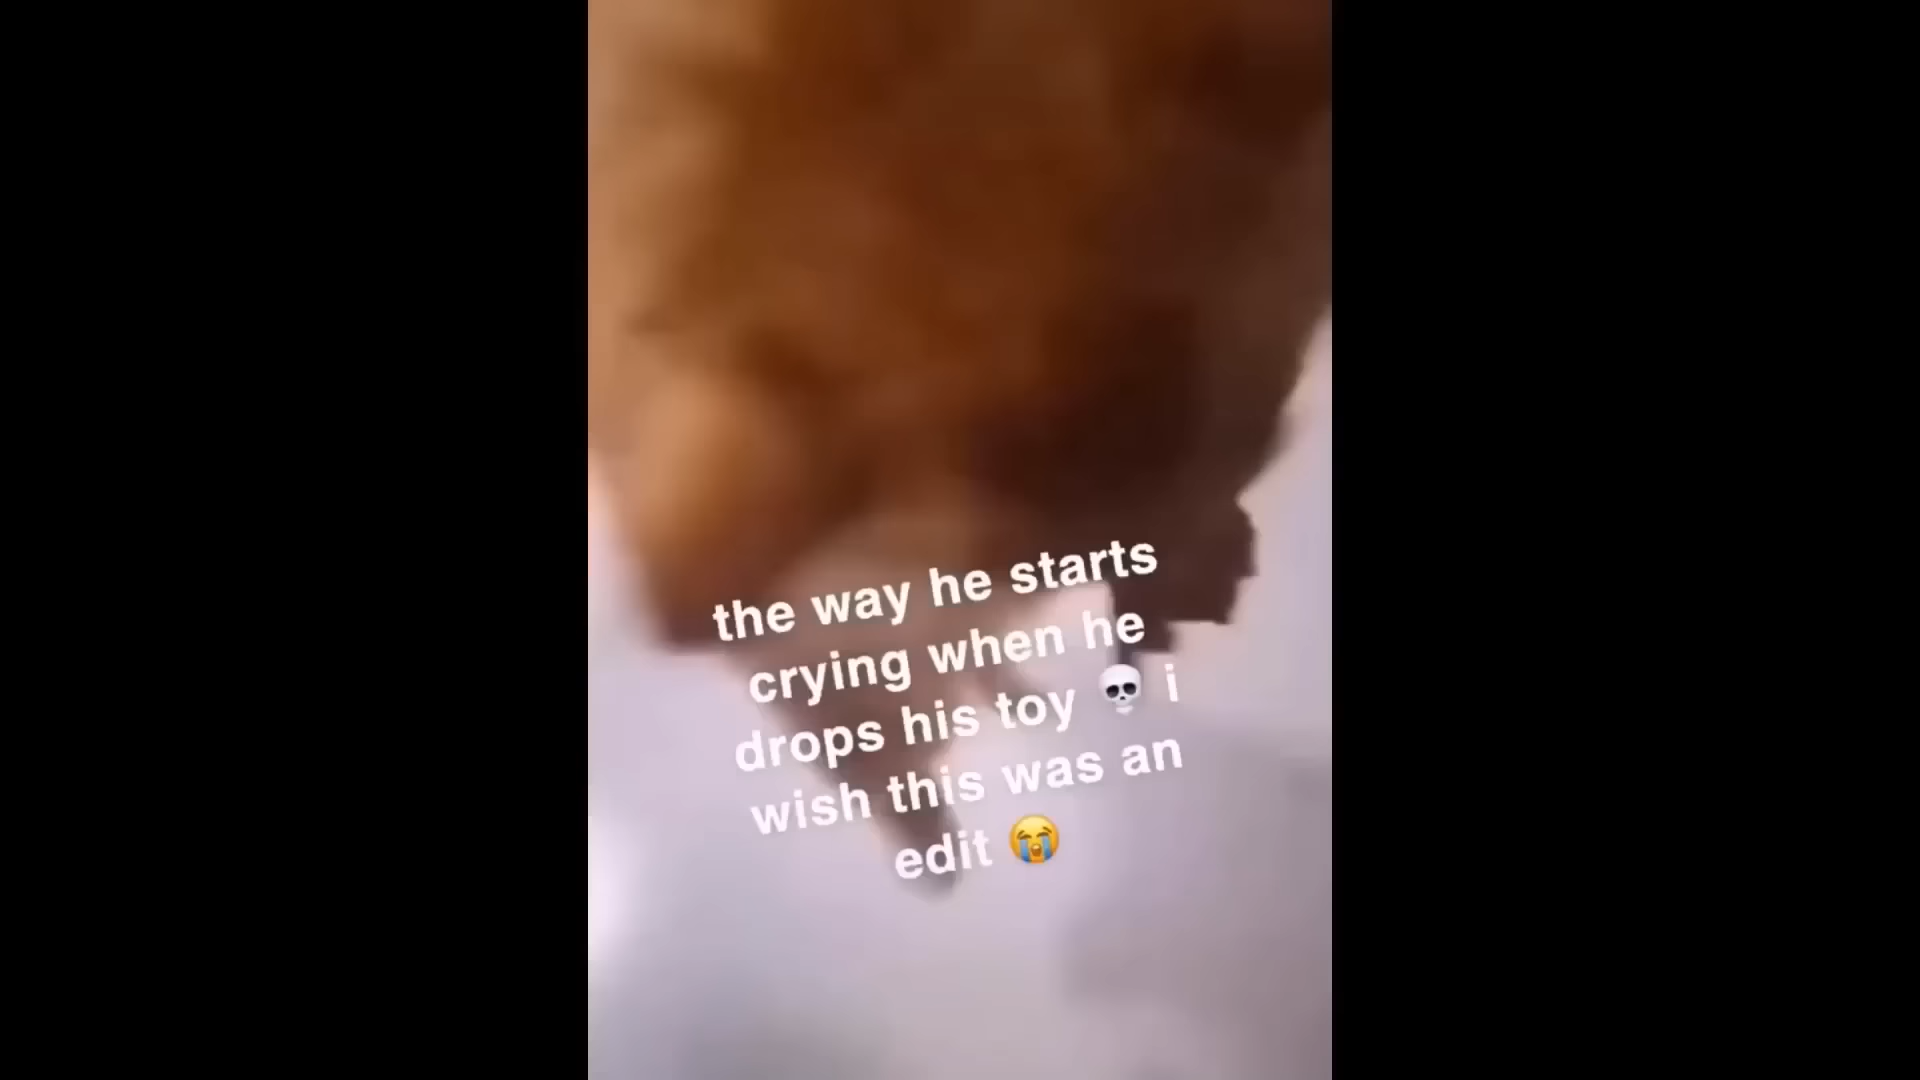 the way he starts
crying when he
drops his toy 💀 i
wish this was an
edit 😭